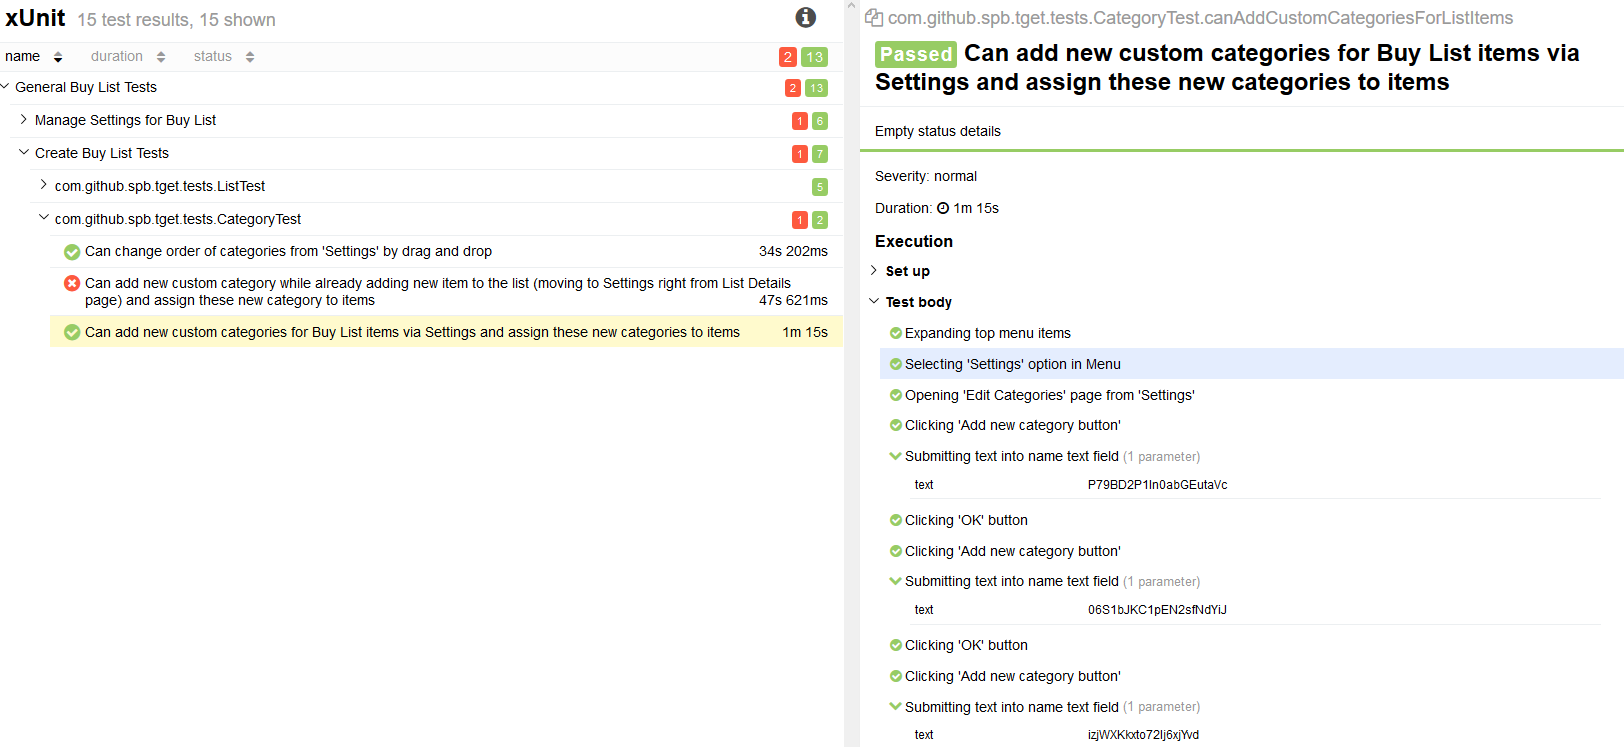 xUnit 15 test results, 15 shown
name duration status 2 13
General Buy List Tests 2 13
Manage Settings for Buy List 1 6
Create Buy List Tests 1 7
com.github.spb.tget.tests.ListTest 5
com.github.spb.tget.tests.CategoryTest 1 2
Can change order of categories from 'Settings' by drag and drop 34s 202ms
Can add new custom category while already adding new item to the list (moving to Settings right from List Details
page) and assign these new category to items 47s 621ms
Can add new custom categories for Buy List items via Settings and assign these new categories to items 1m 15s
com.github.spb.tget.tests.CategoryTest.canAddCustomCategoriesForListItems
Passed Can add new custom categories for Buy List items via
Settings and assign these new categories to items
Empty status details
Severity: normal
Duration: 1m 15s
Execution
Set up
Test body
Expanding top menu items
Selecting 'Settings' option in Menu
Opening 'Edit Categories' page from 'Settings'
Clicking 'Add new category button'
Submitting text into name text field (1 parameter)
text P79BD2P1In0abGEutaVc
Clicking 'OK' button
Clicking 'Add new category button'
Submitting text into name text field (1 parameter)
text 06S1bJKC1pEN2sfNdYiJ
Clicking 'OK' button
Clicking 'Add new category button'
Submitting text into name text field (1 parameter)
text izjWXKkxto72Ij6xjYvd